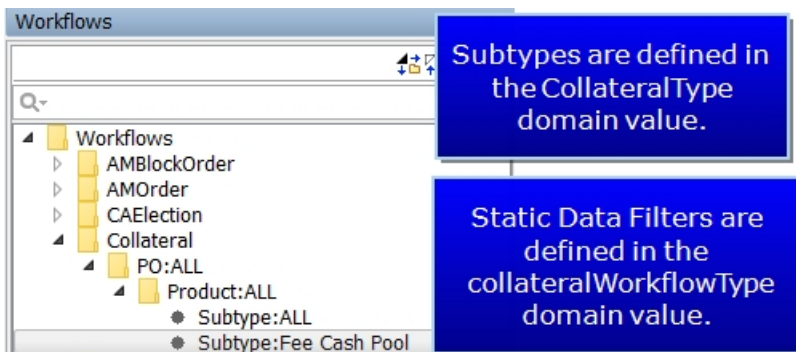 Workflows
Workflows
AMBlockOrder
AMOrder
CAElection
Collateral
PO:ALL
Product:ALL
Subtype:ALL
Subtype:Fee Cash Pool
Subtypes are defined in
the CollateralType
domain value.
Static Data Filters are
defined in the
collateralWorkflowType
domain value.